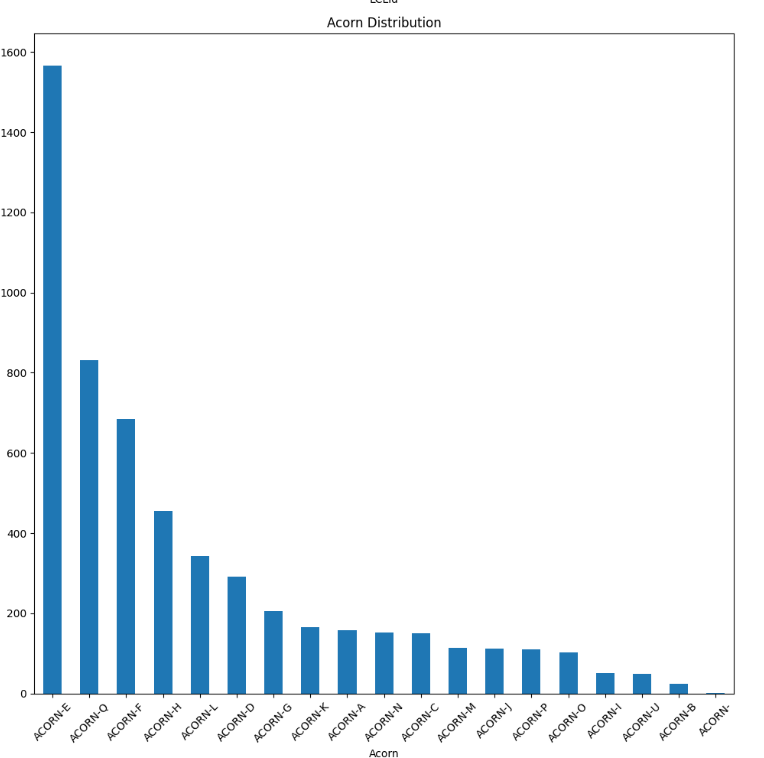 LCLid
Acorn Distribution
1600
1400
1200
1000
800
600
400
200
0
ACORN-E
ACORN-Q
ACORN-F
ACORN-H
ACORN-L
ACORN-D
ACORN-G
ACORN-K
ACORN-A
ACORN-N
ACORN-C
ACORN-M
ACORN-J
ACORN-P
ACORN-O
ACORN-I
ACORN-U
ACORN-B
ACORN-
Acorn